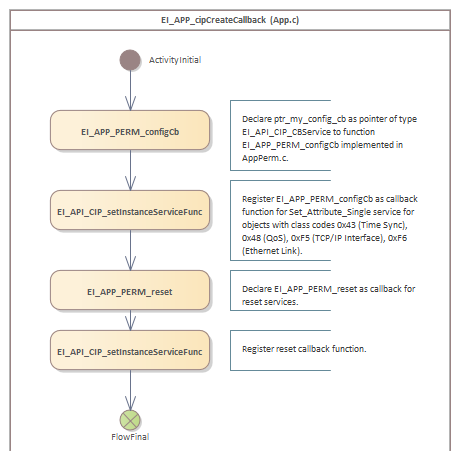 EI_APP_cipCreateCallback (App.c)
ActivityInitial
EI_APP_PERM_configCb
Declare ptr_my_config_cb as pointer of type
EI_API_CIP_CBService to function
EI_APP_PERM_configCb implemented in
AppPerm.c.
EI_API_CIP_setInstanceServiceFunc
Register EI_APP_PERM_configCb as callback
function for Set_Attribute_Single service for
objects with class codes 0x43 (Time Sync),
0x48 (QoS), 0xF5 (TCP/IP Interface), 0xF6
(Ethernet Link).
EI_APP_PERM_reset
Declare EI_APP_PERM_reset as callback for
reset services.
EI_API_CIP_setInstanceServiceFunc
Register reset callback function.
FlowFinal